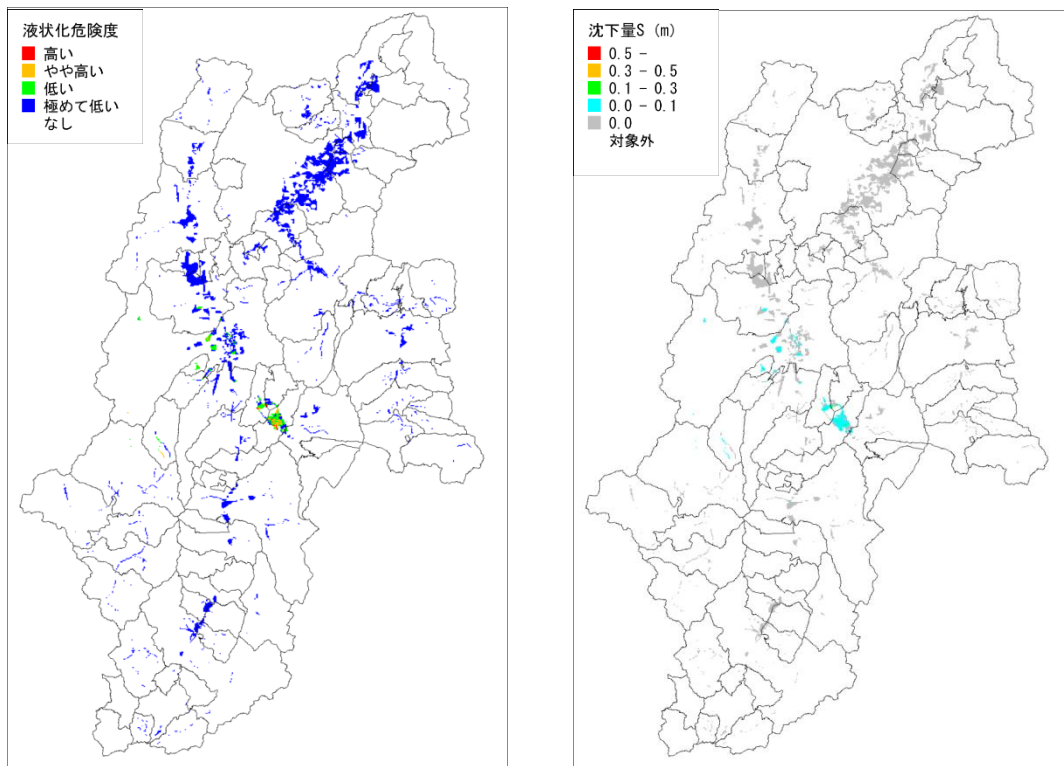 液状化危険度
高い
やや高い
低い
極めて低い
なし
沈下量S (m)
0.5 -
0.3 - 0.5
0.1 - 0.3
0.0 - 0.1
0.0
対象外